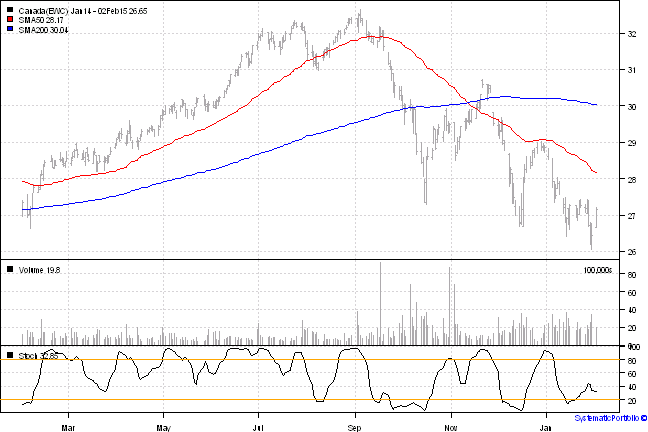 Canada(EWC) Jan14 - 02Feb15 26.65
SMA50 28.17
SMA200 30.04
32
31
30
29
28
27
26
Volume 19.8
100,000s
80
60
40
20
Stoch 32.85
100
80
60
40
20
Mar May Jul Sep Nov Jan
SystematicPortfolio ©